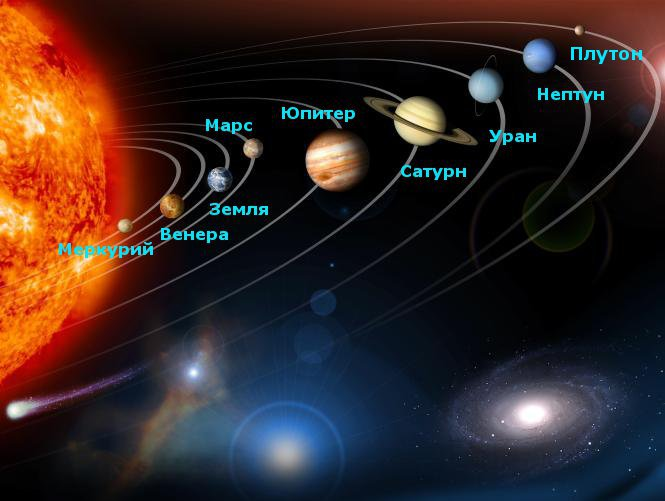 Плутон
Нептун
Юпитер
Марс
Уран
Сатурн
Земля
Венера
Меркурий